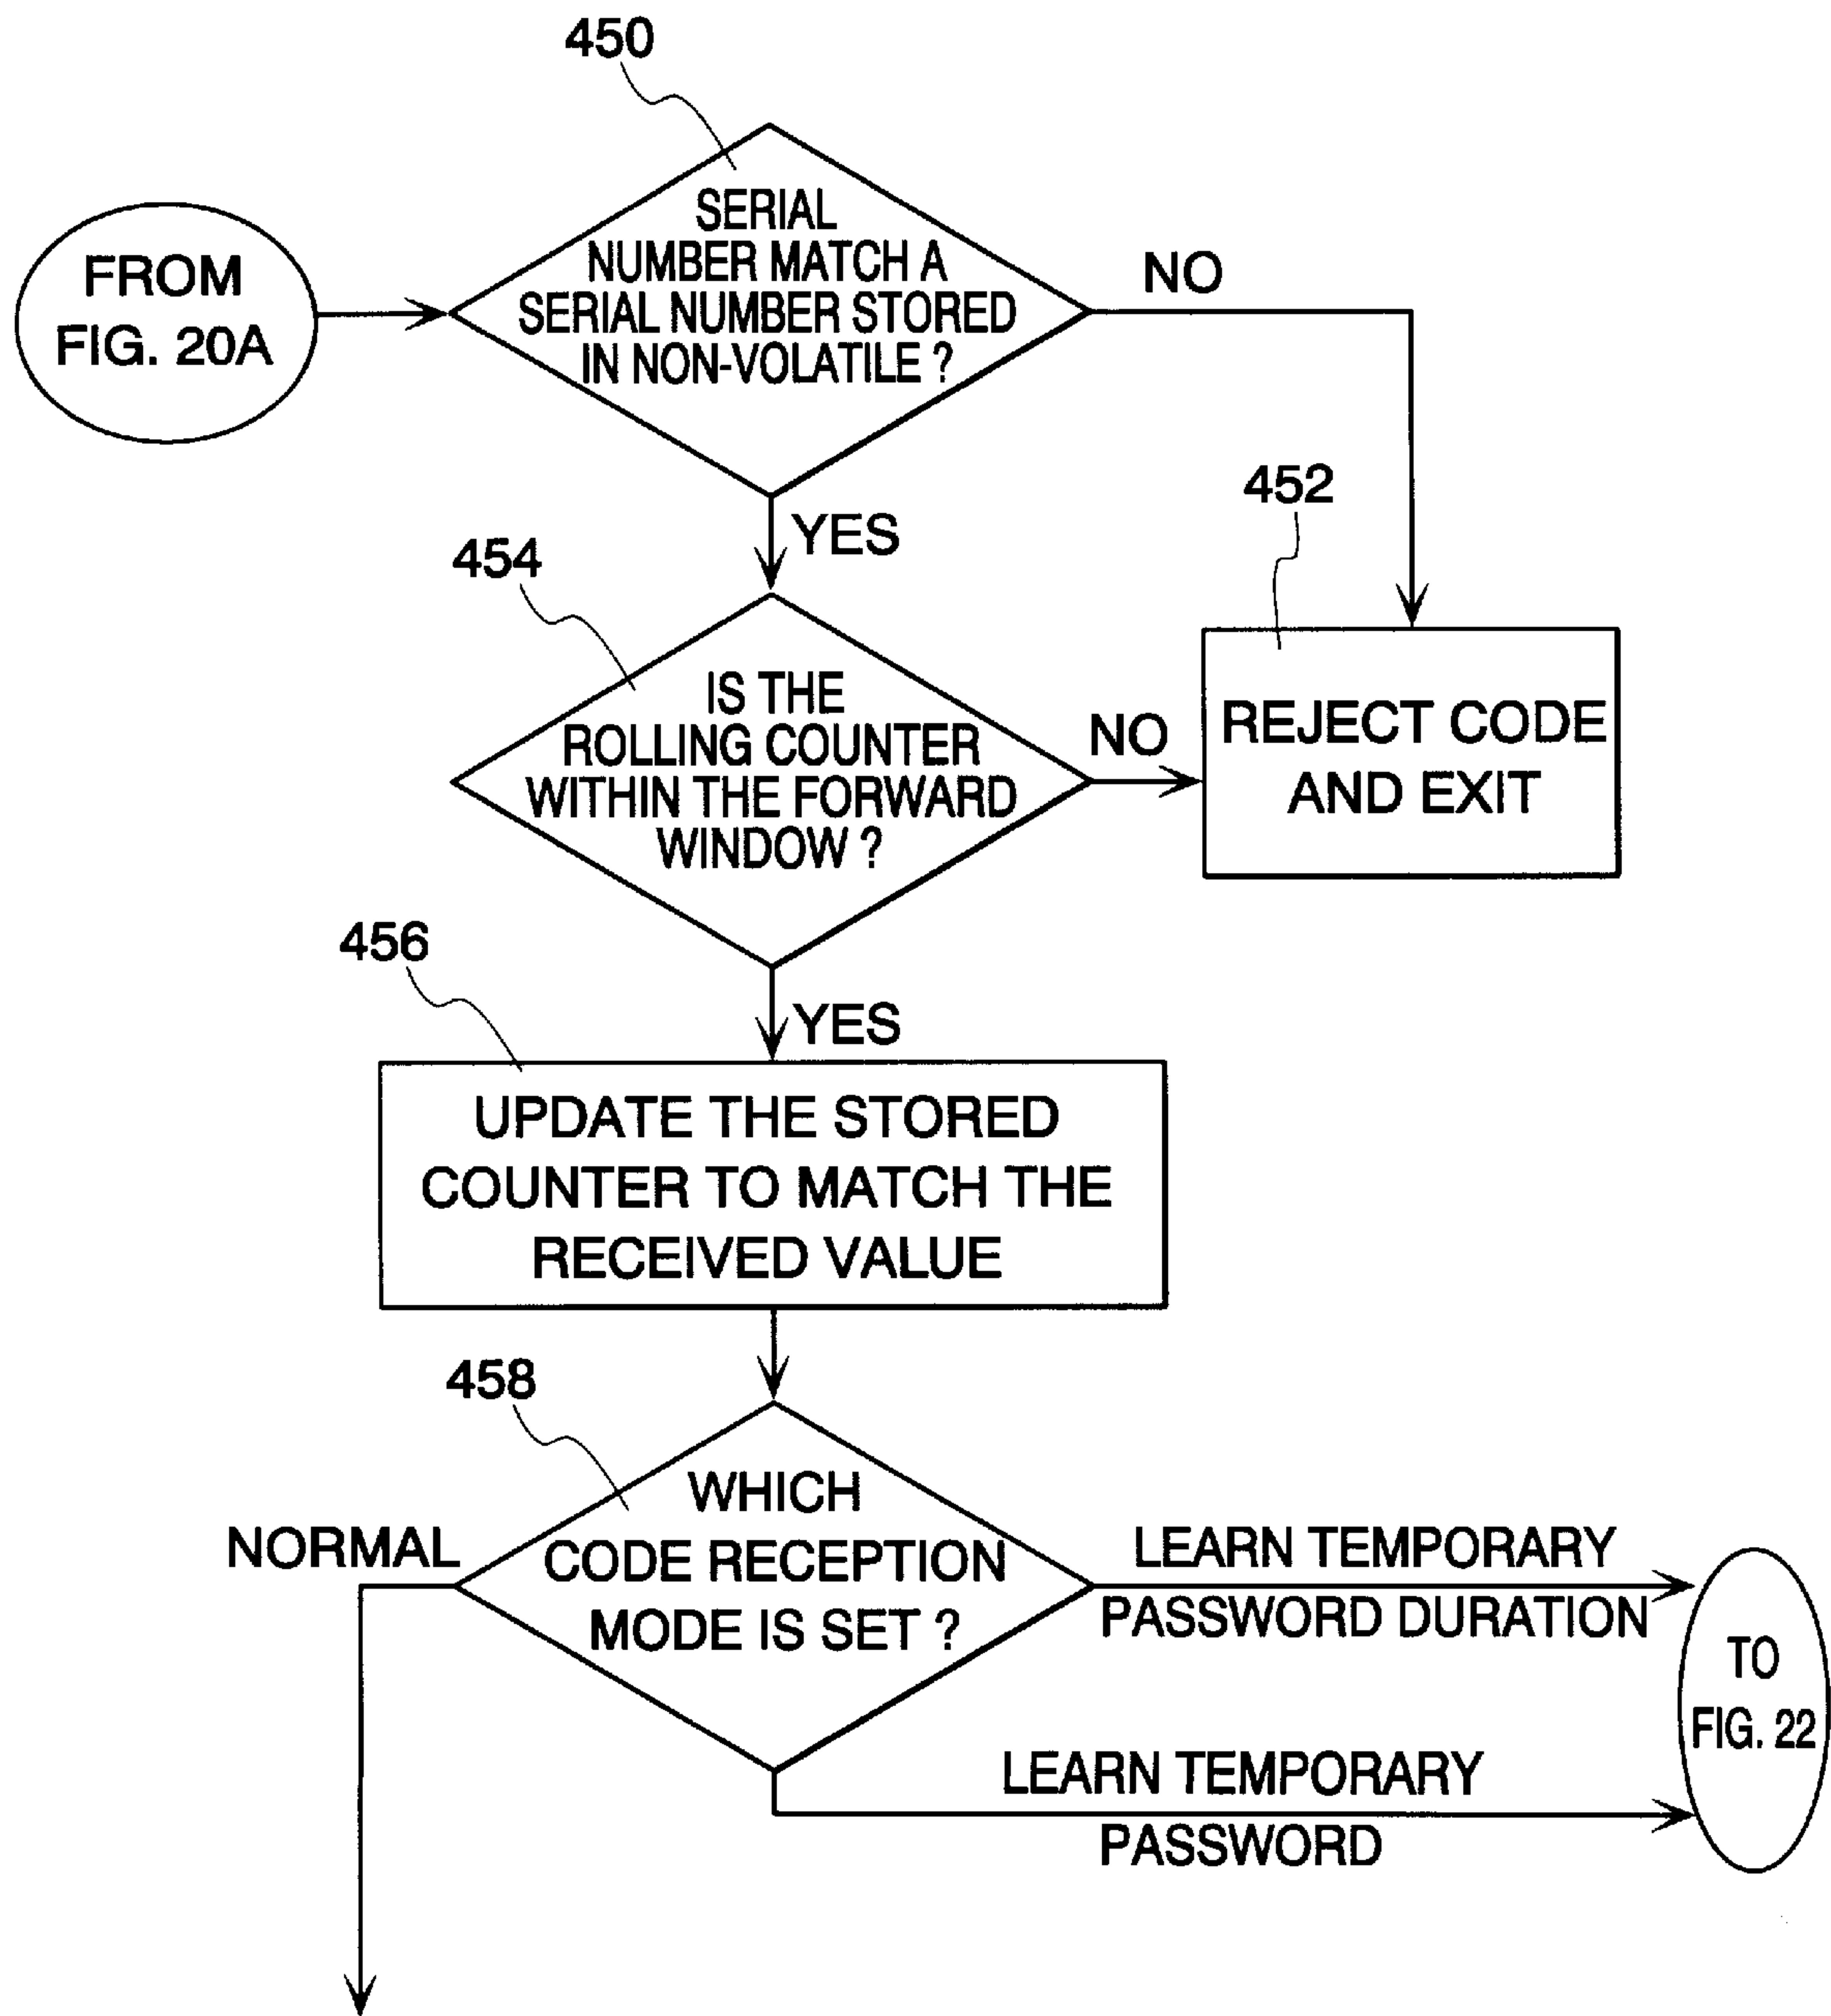 450
SERIAL
NUMBER MATCH A
SERIAL NUMBER STORED
IN NON-VOLATILE ?
FROM
FIG. 20A
NO
YES
452
454
IS THE
ROLLING COUNTER
WITHIN THE FORWARD
WINDOW ?
NO
REJECT CODE
AND EXIT
YES
456
UPDATE THE STORED
COUNTER TO MATCH THE
RECEIVED VALUE
458
WHICH
CODE RECEPTION
MODE IS SET ?
NORMAL
LEARN TEMPORARY
PASSWORD DURATION
TO
FIG. 22
LEARN TEMPORARY
PASSWORD